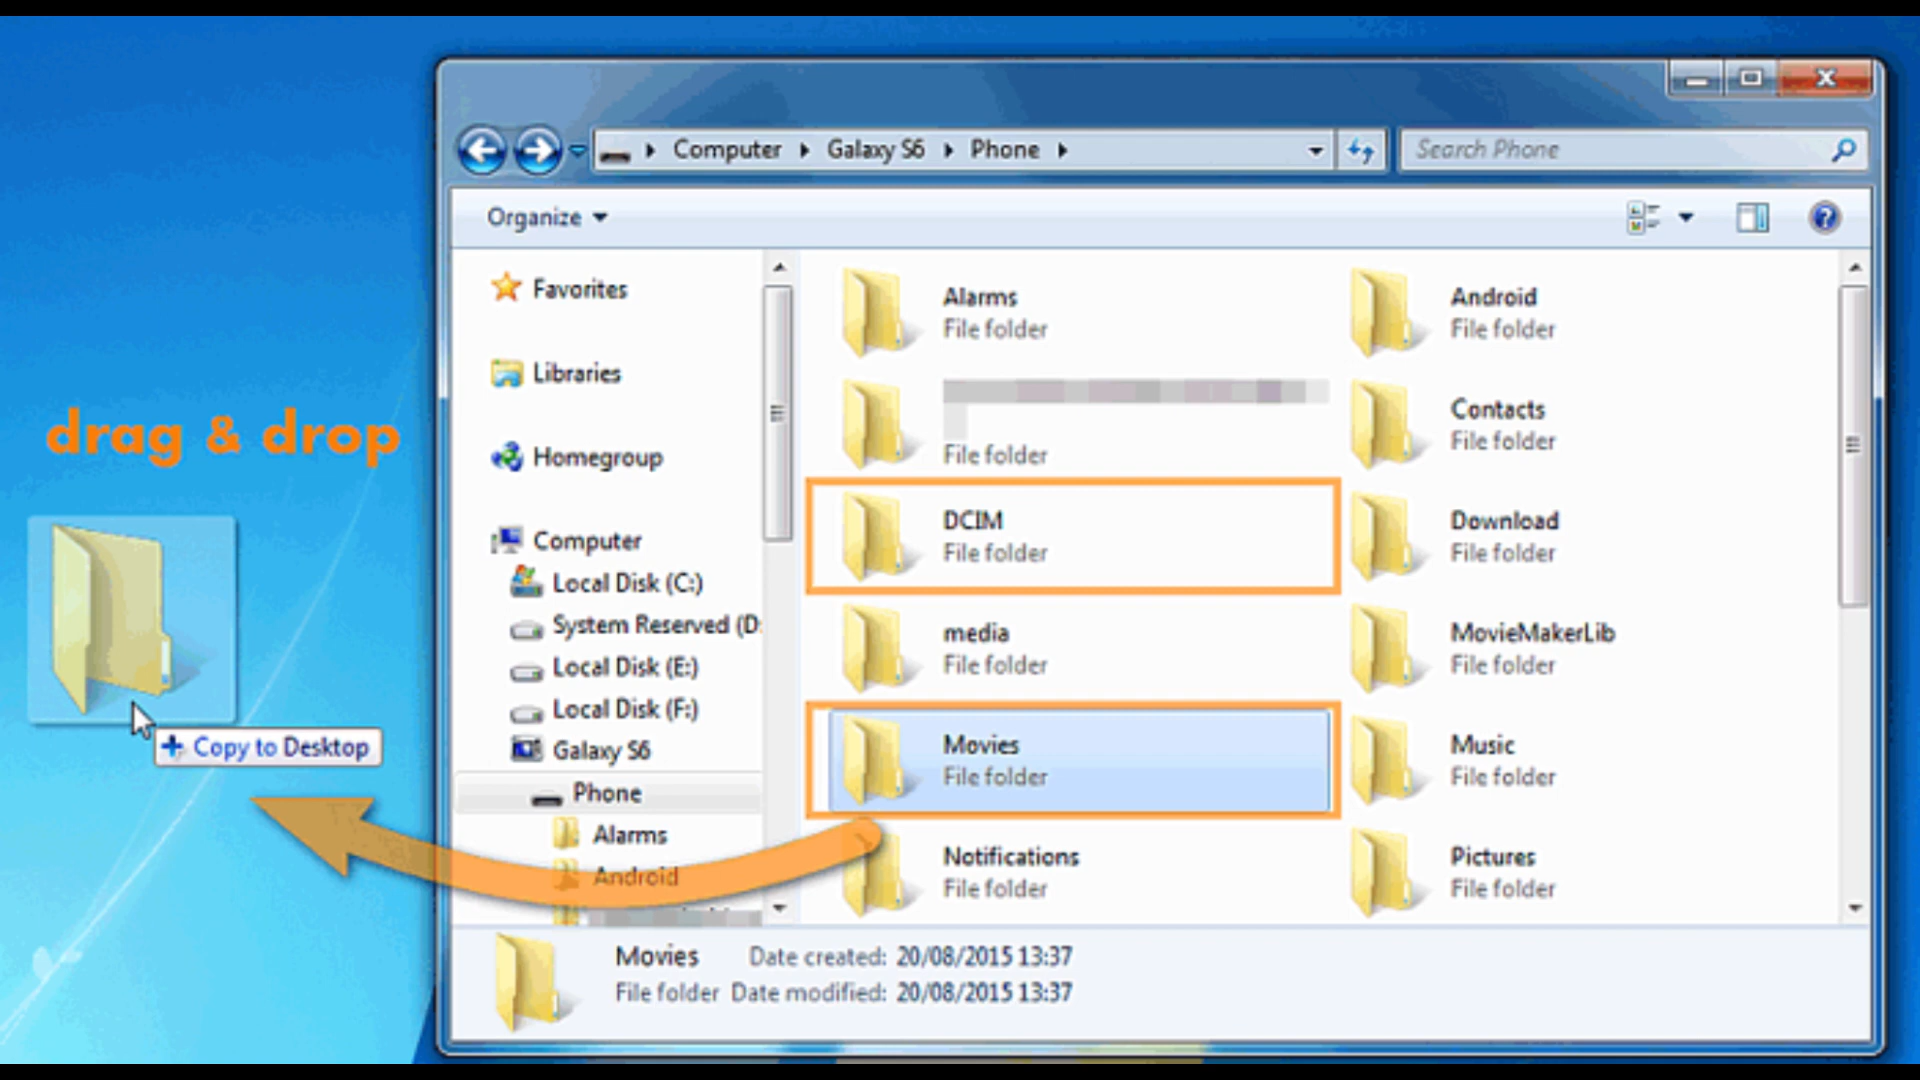 Computer Galaxy S6 Phone
Search Phone
Organize
Favorites
Libraries
Homegroup
Computer
Local Disk (C:)
System Reserved (D:
Local Disk (E:)
Local Disk (F:)
Galaxy S6
Phone
Alarms
Android
Alarms
File folder
Android
File folder
File folder
Contacts
File folder
DCIM
File folder
Download
File folder
media
File folder
MovieMakerLib
File folder
Movies
File folder
Music
File folder
Notifications
File folder
Pictures
File folder
Movies Date created: 20/08/2015 13:37
File folder Date modified: 20/08/2015 13:37
drag & drop
Copy to Desktop